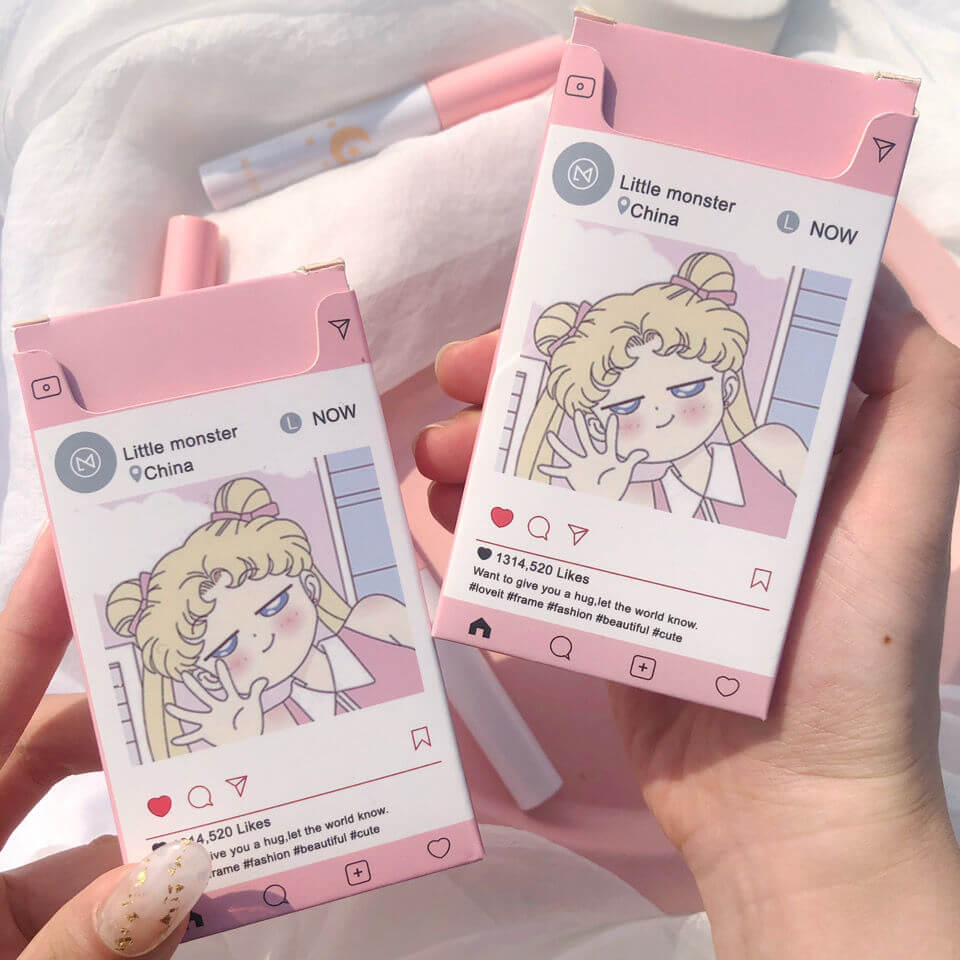 Little monster
China
L NOW
1314,520 Likes
Want to give you a hug,let the world know.
#loveit #frame #fashion #beautiful #cute
Little monster
China
L NOW
14,520 Likes
ive you a hug,let the world know.
rame #fashion #beautiful #cute